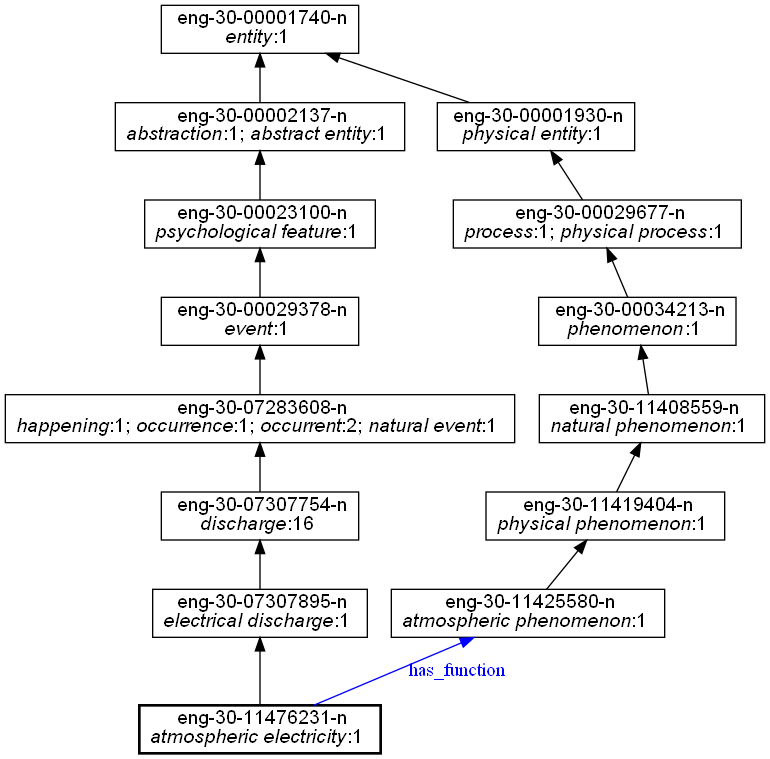 eng-30-00001740-n
entity:1
eng-30-00002137-n
abstraction:1; abstract entity:1
eng-30-00001930-n
physical entity:1
eng-30-00023100-n
psychological feature:1
eng-30-00029677-n
process:1; physical process:1
eng-30-00029378-n
event:1
eng-30-00034213-n
phenomenon:1
eng-30-07283608-n
happening:1; occurrence:1; occurrent:2; natural event:1
eng-30-11408559-n
natural phenomenon:1
eng-30-07307754-n
discharge:16
eng-30-11419404-n
physical phenomenon:1
eng-30-07307895-n
electrical discharge:1
eng-30-11425580-n
atmospheric phenomenon:1
has_function
eng-30-11476231-n
atmospheric electricity:1